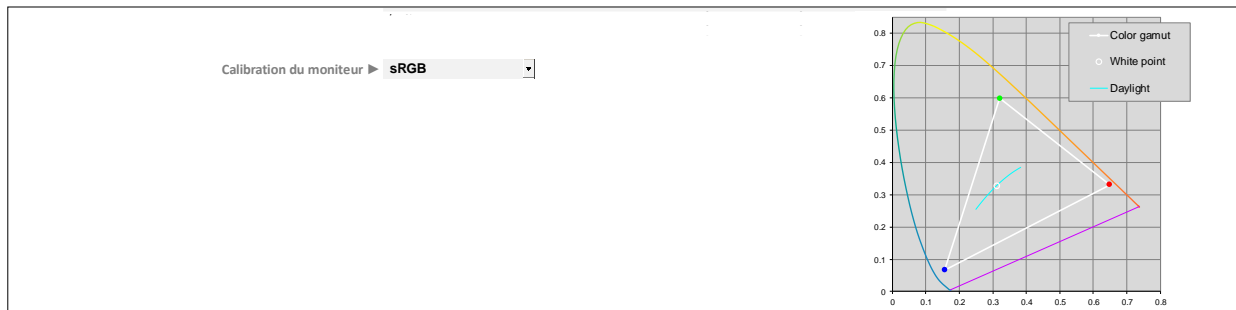 Calibration du moniteur ► sRGB
Color gamut
White point
Daylight
0.8
0.7
0.6
0.5
0.4
0.3
0.2
0.1
0
0 0.1 0.2 0.3 0.4 0.5 0.6 0.7 0.8